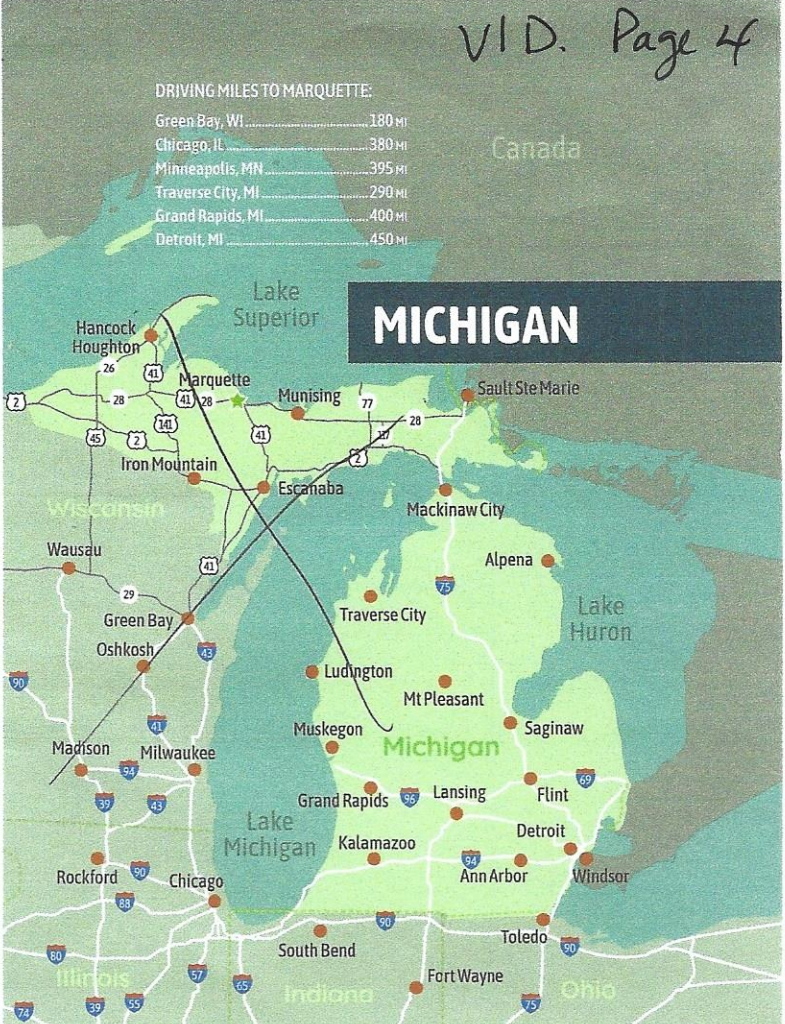 V I D. Page 4
DRIVING MILES TO MARQUETTE:
Green Bay, WI 180 MI
Chicago, IL 380 MI
Minneapolis, MN 395 MI
Traverse City, MI 290 MI
Grand Rapids, MI 400 MI
Detroit, MI 450 MI
Canada
Lake
Superior
MICHIGAN
Hancock
Houghton
26
41
Marquette
Munising
77
Sault Ste Marie
2
28
41
28
28
141
45
2
41
117
2
Iron Mountain
Escanaba
Wisconsin
Mackinaw City
Wausau
41
Alpena
29
75
Traverse City
Lake
Huron
Green Bay
Oshkosh
43
90
Ludington
Mt Pleasant
41
Muskegon
Saginaw
Michigan
Madison
Milwaukee
94
39
43
Grand Rapids
96
Lansing
Flint
69
Lake
Michigan
Kalamazoo
Detroit
94
Ann Arbor
Windsor
Rockford
90
Chicago
88
90
South Bend
Toledo
90
80
Illinois
57
65
Indiana
Fort Wayne
Ohio
74
39
55
75